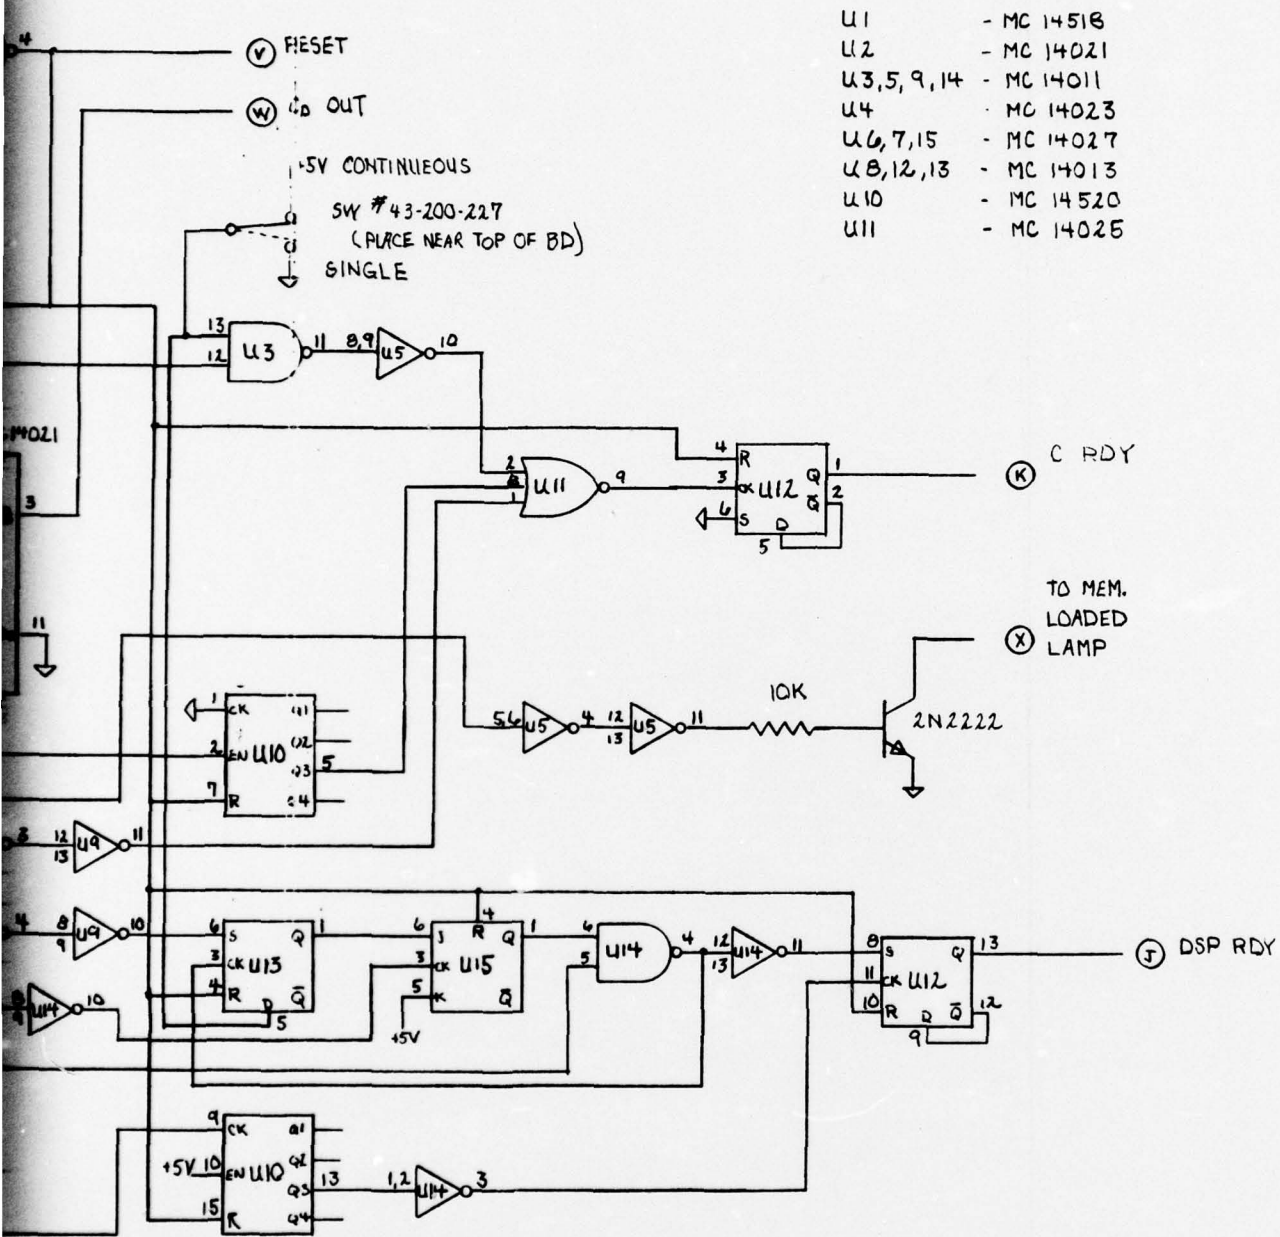 U1 - MC 14518
U2 - MC 14021
U3,5,9,14 - MC 14011
U4 - MC 14023
U6,7,15 - MC 14027
U8,12,13 - MC 14013
U10 - MC 14520
U11 - MC 14025
4
V RESET
W OUT
+5V CONTINUEOUS
SW # 43-200-227
(PLACE NEAR TOP OF BD)
SINGLE
13
12
U3
11
8,9
U5
10
14021
3
11
2
1
U11
9
4 R
3 CK
6 S
U12
Q 1
Q̅ 2
D
5
K C RDY
TO MEM.
LOADED
LAMP
X
10K
2N2222
5,6
U5
4
12
13
U5
11
1 CK
2 EN
7 R
U10
Q1
Q2
Q3 5
Q4
3
12
13
U9
11
4
8
9
U9
10
6 S
3 CK
4 R
U13
Q 1
Q̅
D
5
9
U14
10
6 J
3 CK
5 K
+5V
4
R
U15
Q 1
Q̅
6
5
U14
4
12
13
U14
11
8 S
11 CK
10 R
U12
Q 13
Q̅ 12
D
9
J DSP RDY
9 CK
+5V 10 EN
15 R
U10
Q1
Q2
Q3 13
Q4
1,2
U14
3